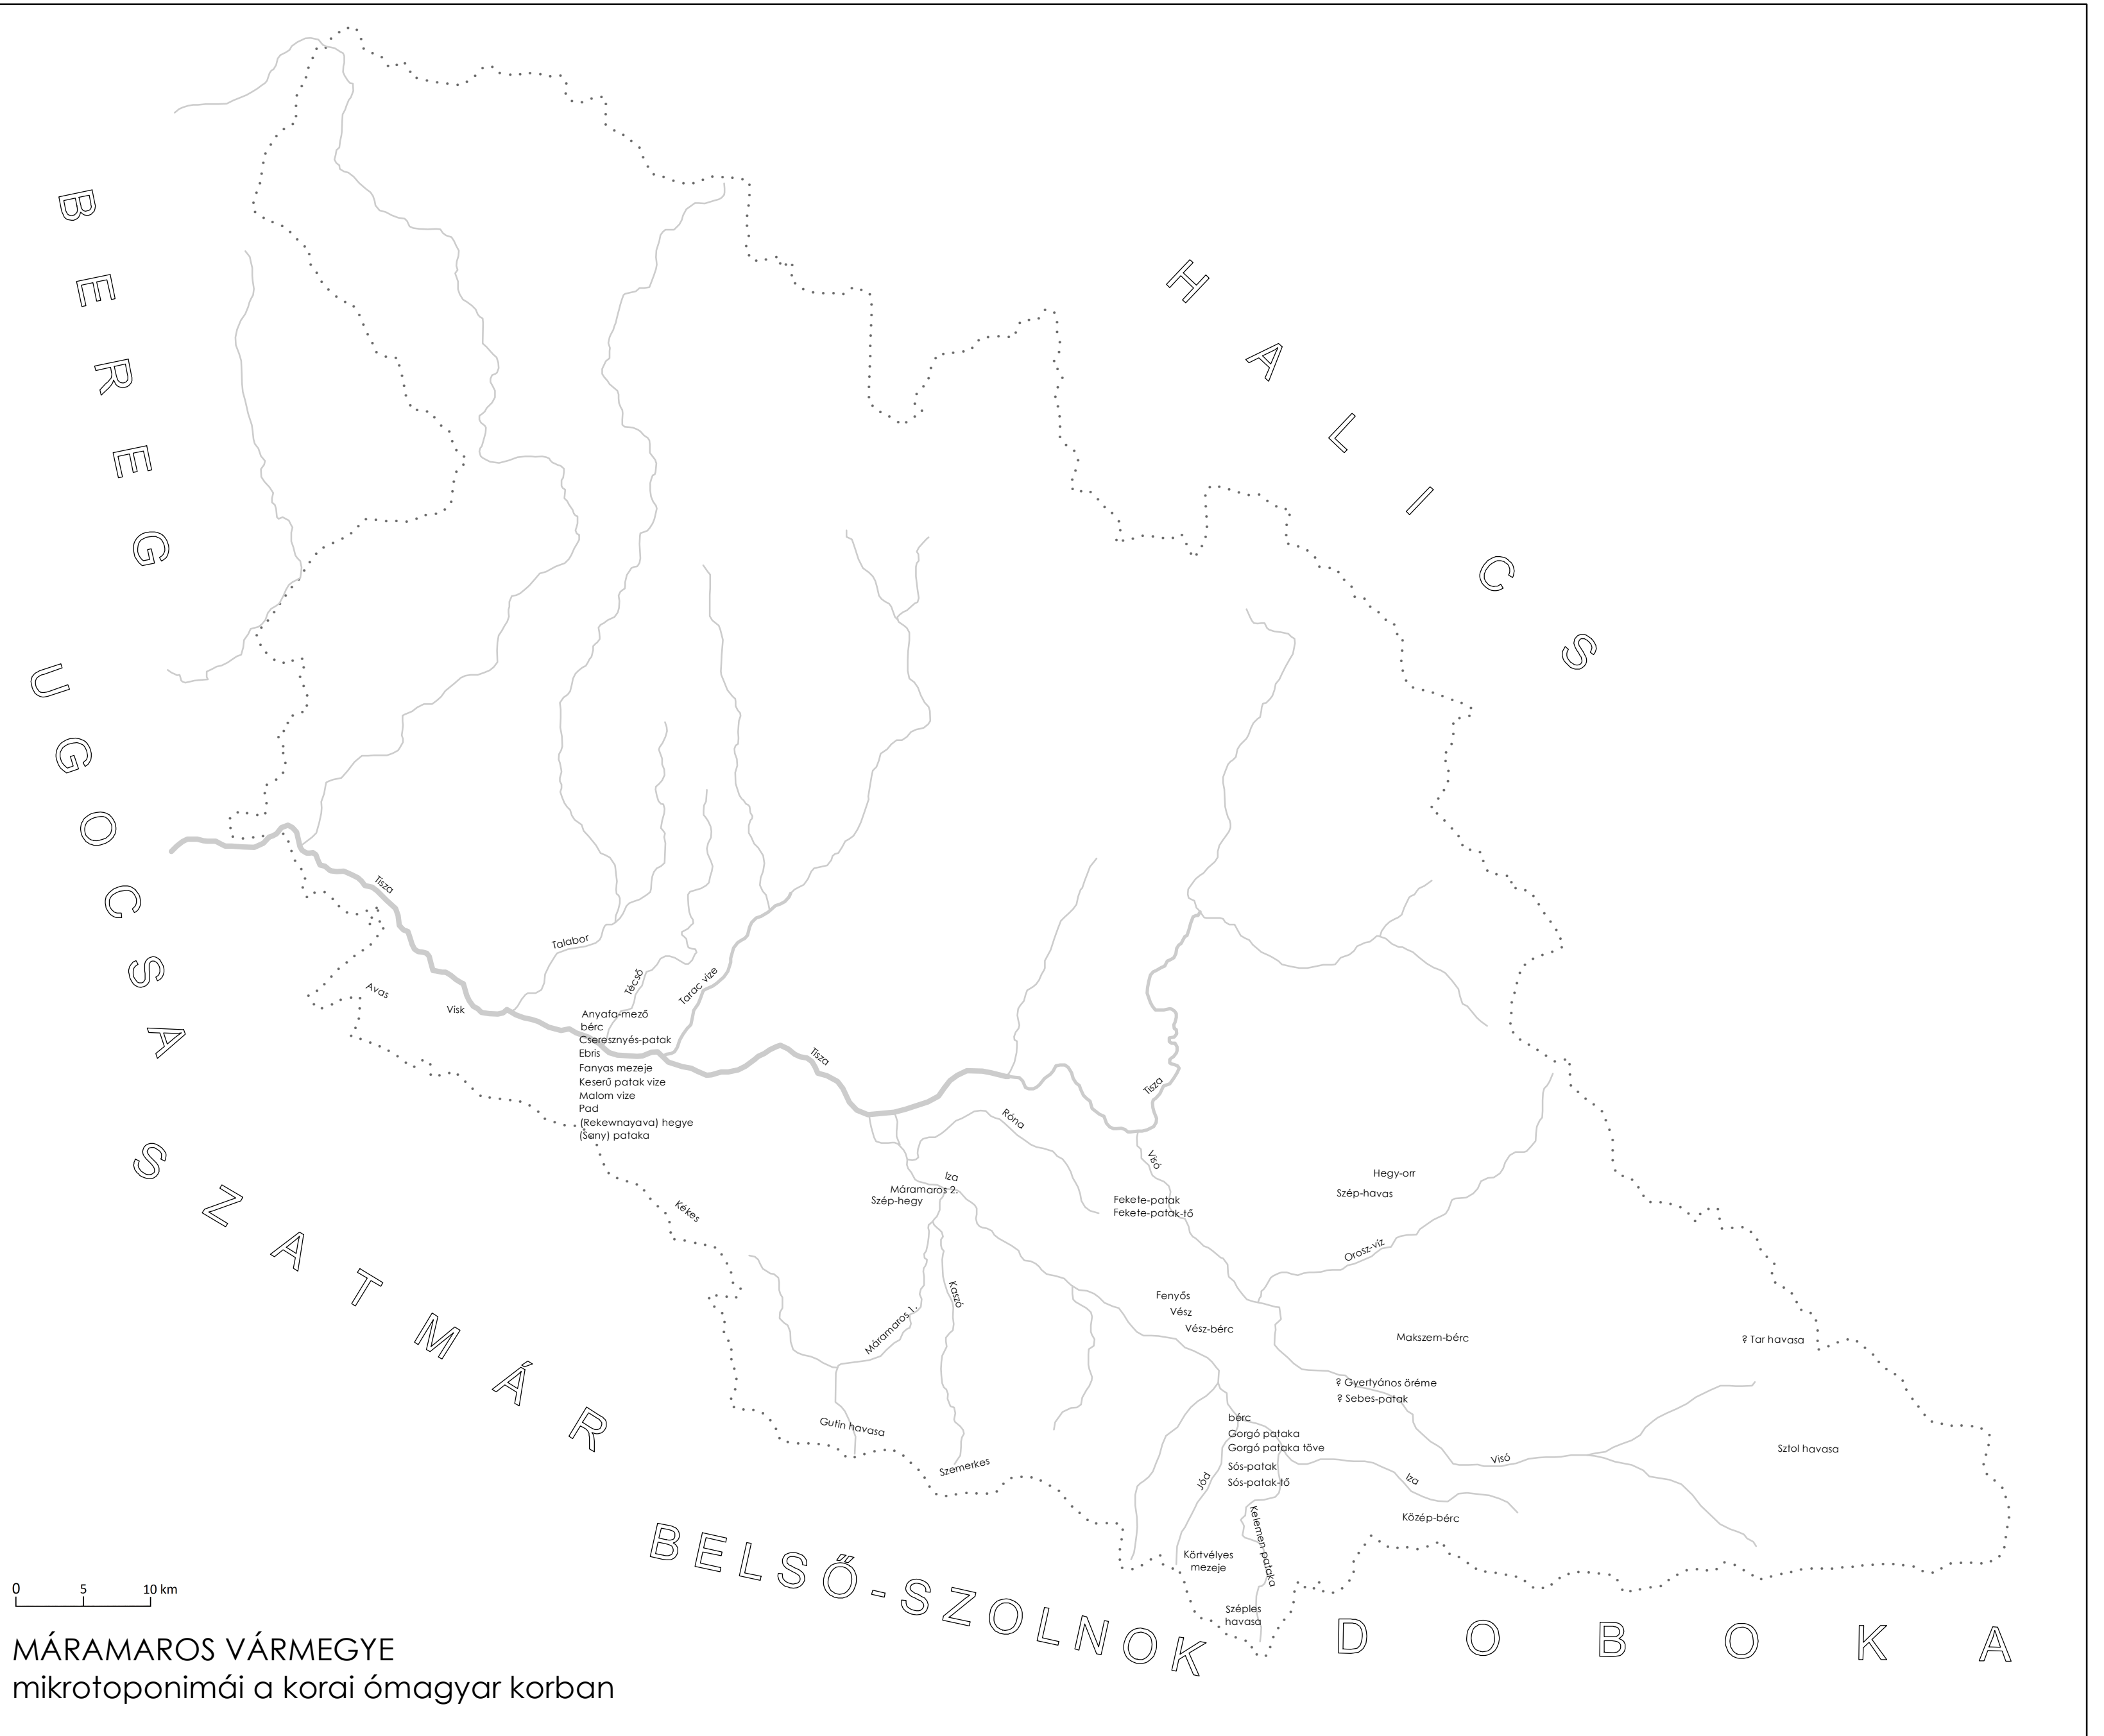 BEREG
UGOCSA
SZATMÁR
BELSŐ-SZOLNOK
DOBOKA
HALICS
Tisza
Talabor
Técső
Tarac vize
Avas
Visk
Anyafa-mező
bérc
Cseresznyés-patak
Ebris
Fanyas mezeje
Keserű patak vize
Malom vize
Pad
(Rekewnayava) hegye
(Sany) pataka
Tisza
Tisza
Róna
Visó
Iza
Máramaros 2.
Szép-hegy
Kékes
Fekete-patak
Fekete-patak-tő
Hegy-orr
Szép-havas
Orosz-víz
Kaszó
Máramaros 1.
Fenyős
Vész
Vész-bérc
Makszem-bérc
? Tar havasa
? Gyertyános öréme
? Sebes-patak
Gutin havasa
Szemerkes
bérc
Gorgó pataka
Gorgó pataka töve
Sós-patak
Sós-patak-tő
Jód
Iza
Visó
Sztol havasa
Közép-bérc
Kelemen-pataka
Körtvélyes
mezeje
Széples
havasa
0 5 10 km
MÁRAMAROS VÁRMEGYE
mikrotoponimái a korai ómagyar korban